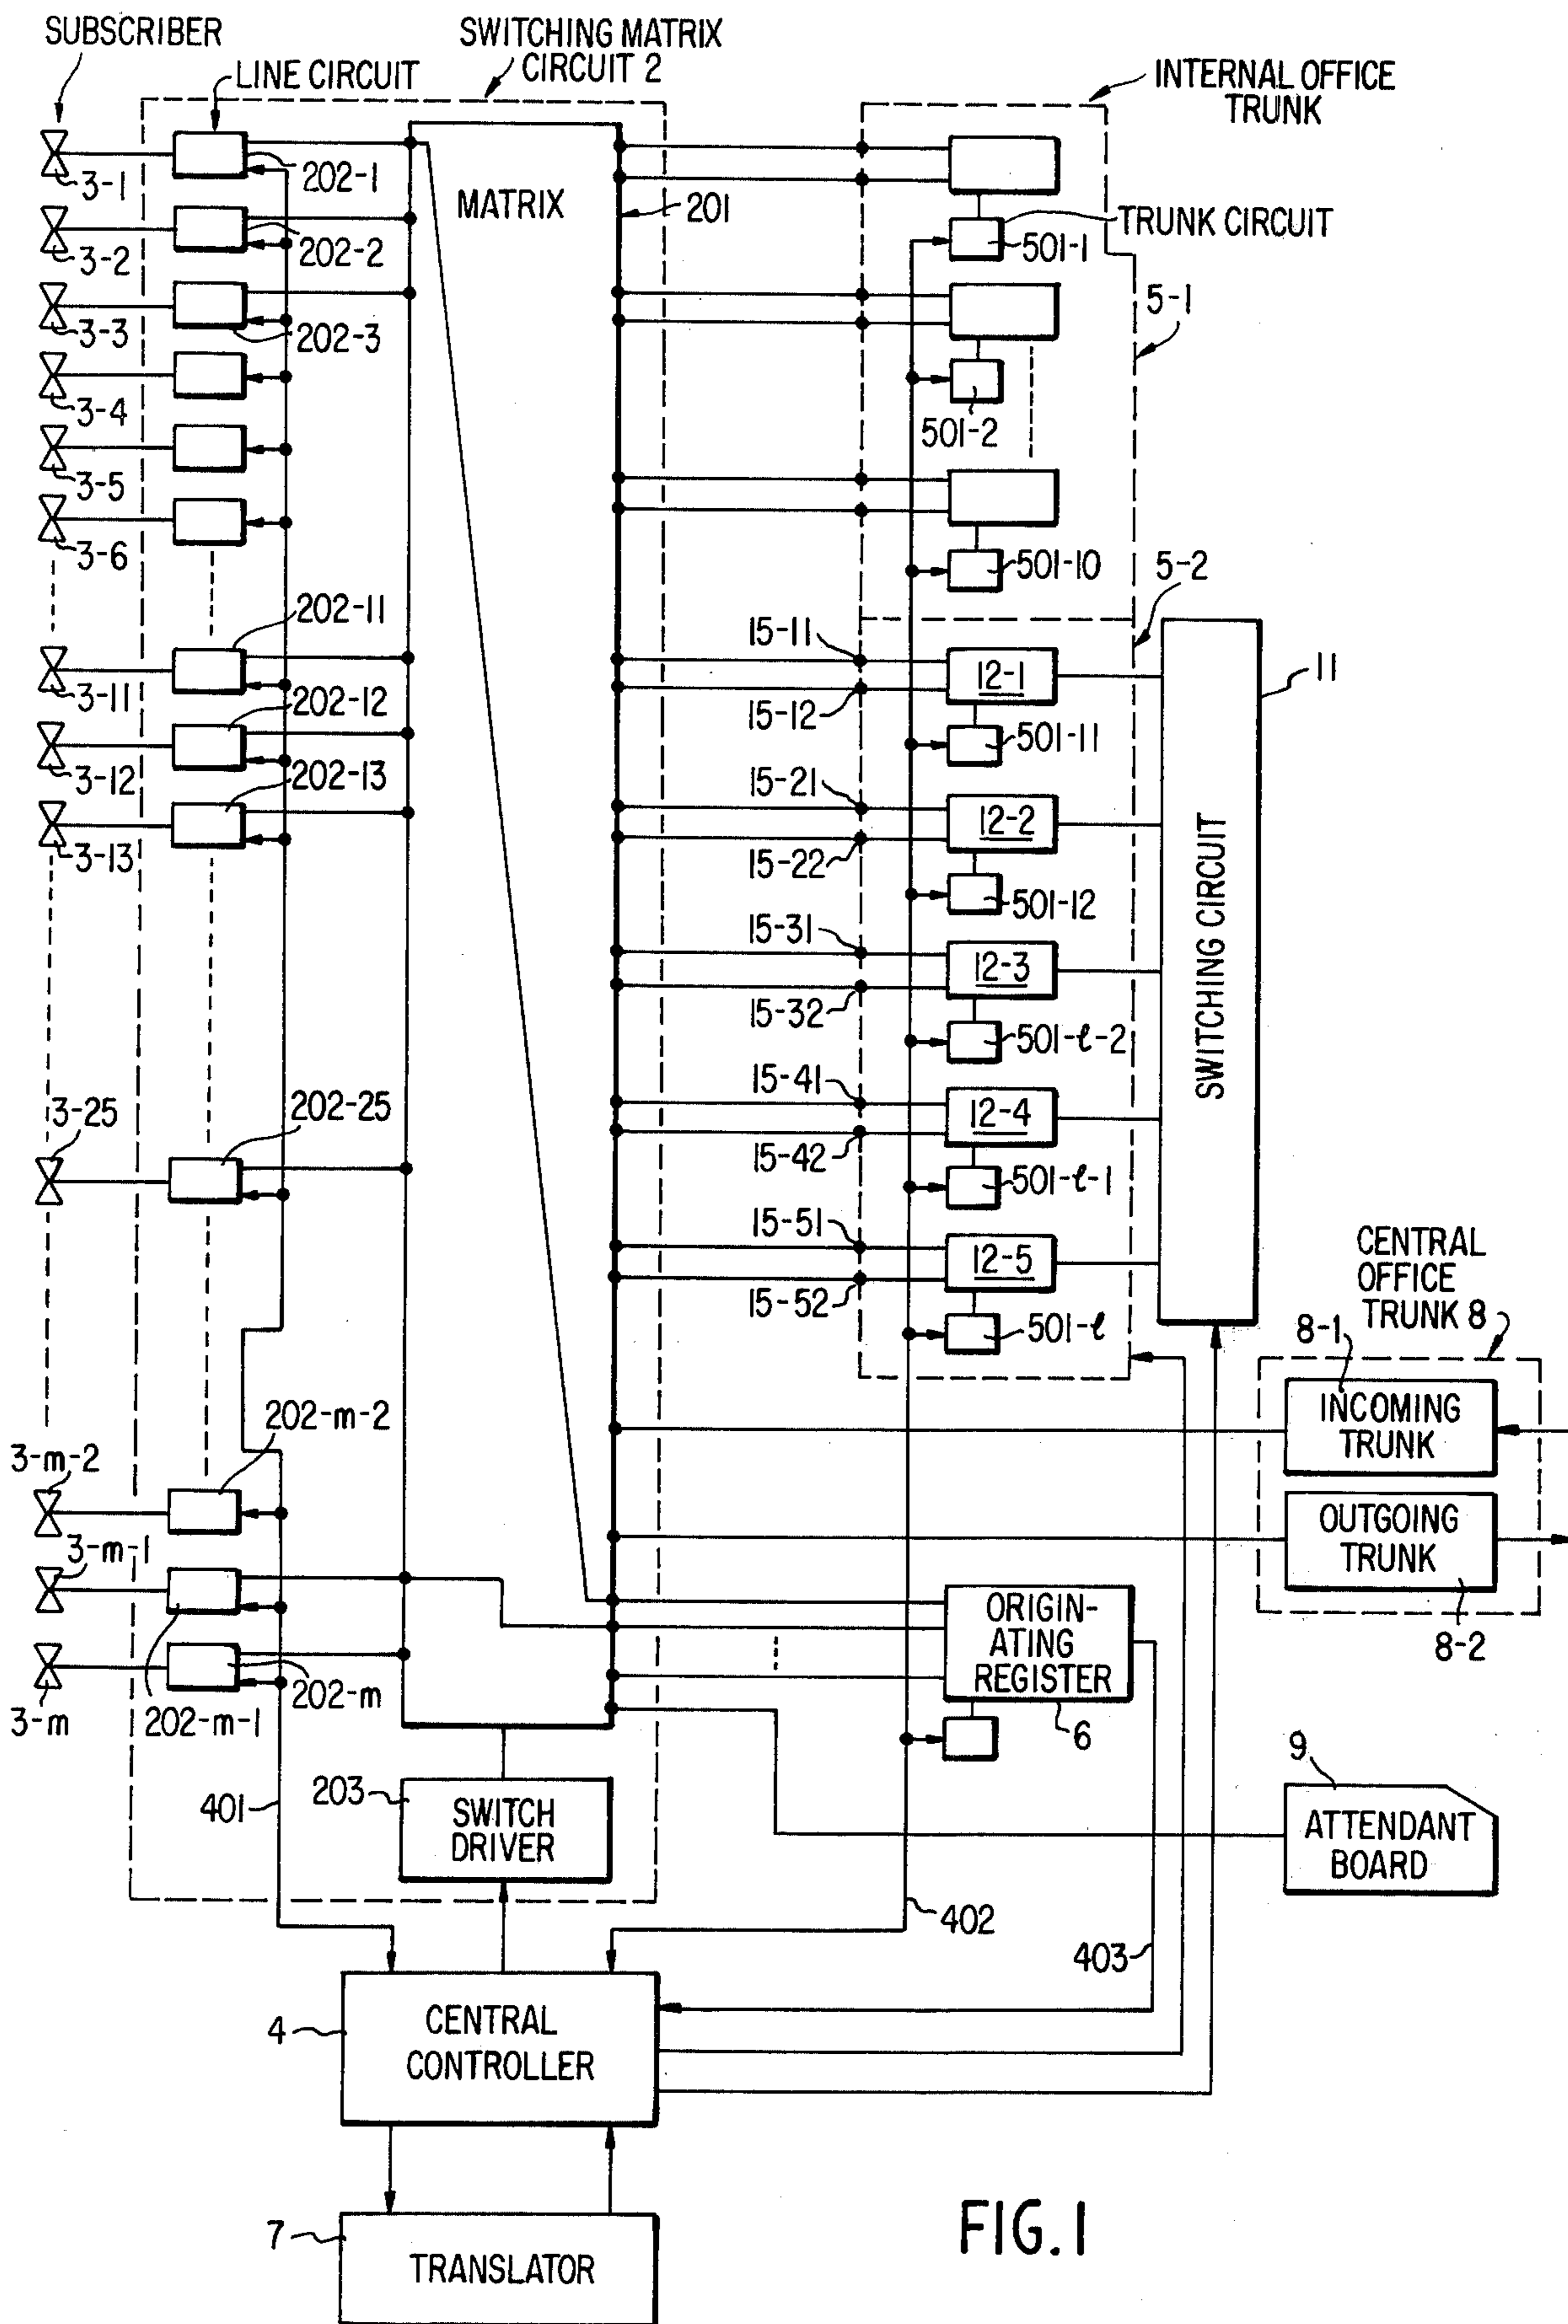 SUBSCRIBER
SWITCHING MATRIX
CIRCUIT 2
LINE CIRCUIT
INTERNAL OFFICE
TRUNK
3-1
202-1
MATRIX
201
TRUNK CIRCUIT
501-1
3-2
202-2
3-3
202-3
5-1
3-4
501-2
3-5
3-6
501-10
5-2
202-11
15-11
12-1
11
3-11
15-12
501-11
202-12
3-12
202-13
15-21
12-2
3-13
15-22
501-12
SWITCHING CIRCUIT
15-31
12-3
15-32
501-ℓ-2
15-41
12-4
3-25
202-25
15-42
501-ℓ-1
15-51
12-5
15-52
501-ℓ
CENTRAL
OFFICE
TRUNK 8
8-1
INCOMING
TRUNK
202-m-2
3-m-2
OUTGOING
TRUNK
8-2
3-m-1
ORIGIN-
ATING
REGISTER
6
202-m
3-m
202-m-1
9
203
SWITCH
DRIVER
401
ATTENDANT
BOARD
402
403
4
CENTRAL
CONTROLLER
7
TRANSLATOR
FIG. 1